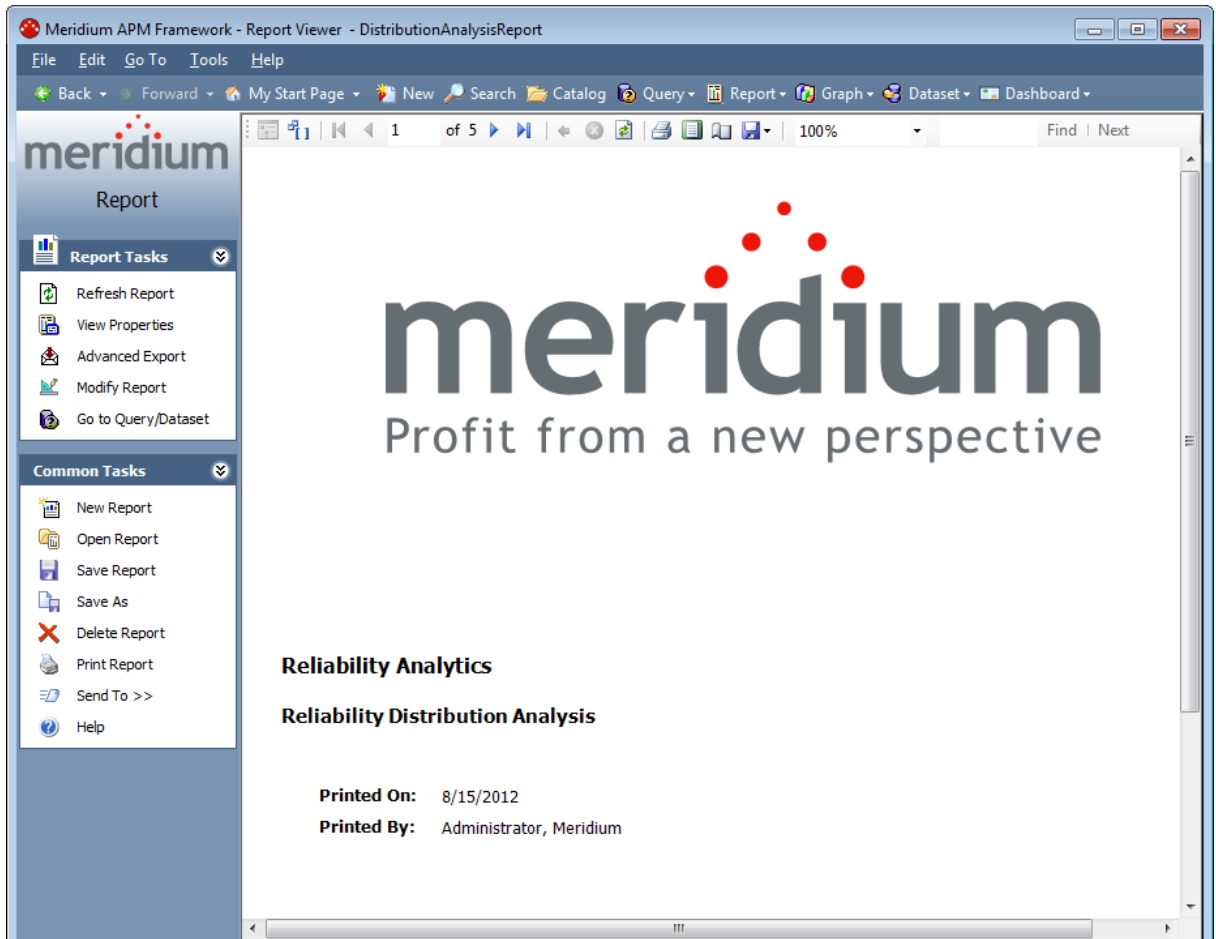 Meridium APM Framework - Report Viewer - DistributionAnalysisReport
File Edit Go To Tools Help
Back Forward My Start Page New Search Catalog Query Report Graph Dataset Dashboard
1 of 5 100% Find | Next
meridium
Report
Report Tasks
Refresh Report
View Properties
Advanced Export
Modify Report
Go to Query/Dataset
Common Tasks
New Report
Open Report
Save Report
Save As
Delete Report
Print Report
Send To >>
Help
meridium
Profit from a new perspective
Reliability Analytics
Reliability Distribution Analysis
Printed On: 8/15/2012
Printed By: Administrator, Meridium